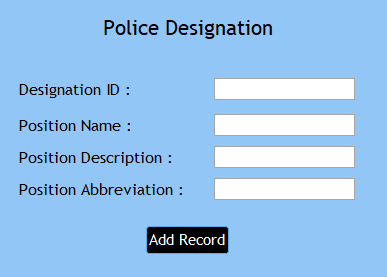 Police Designation
Designation ID :
Position Name :
Position Description :
Position Abbreviation :
Add Record